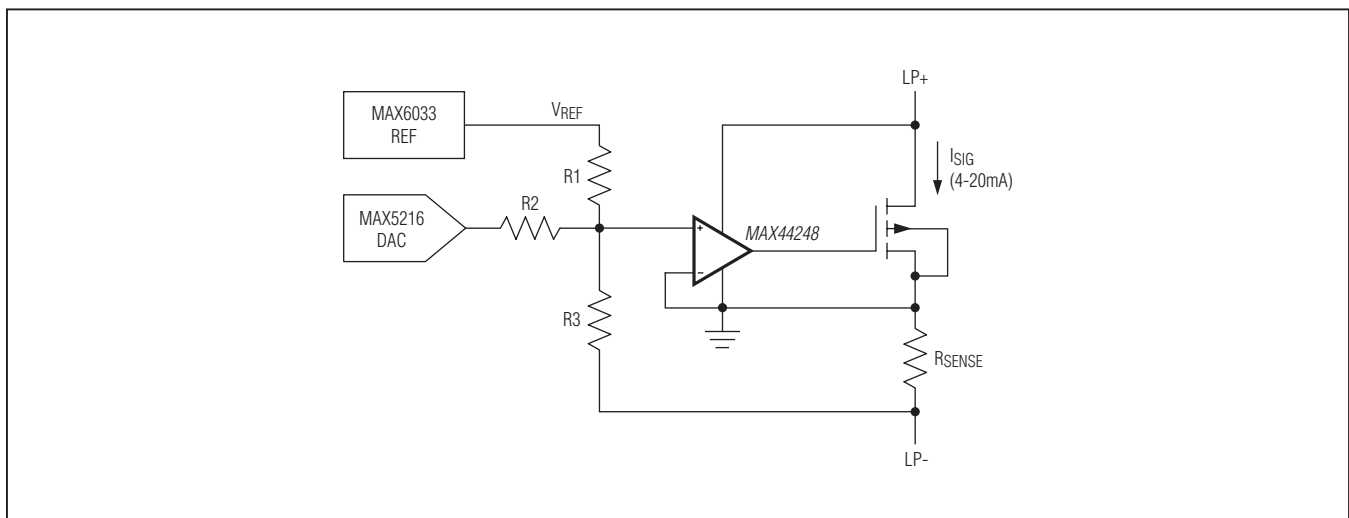 LP+
MAX6033
REF
VREF
ISIG
(4-20mA)
R1
MAX5216
DAC
R2
+
MAX44248
-
R3
RSENSE
LP-